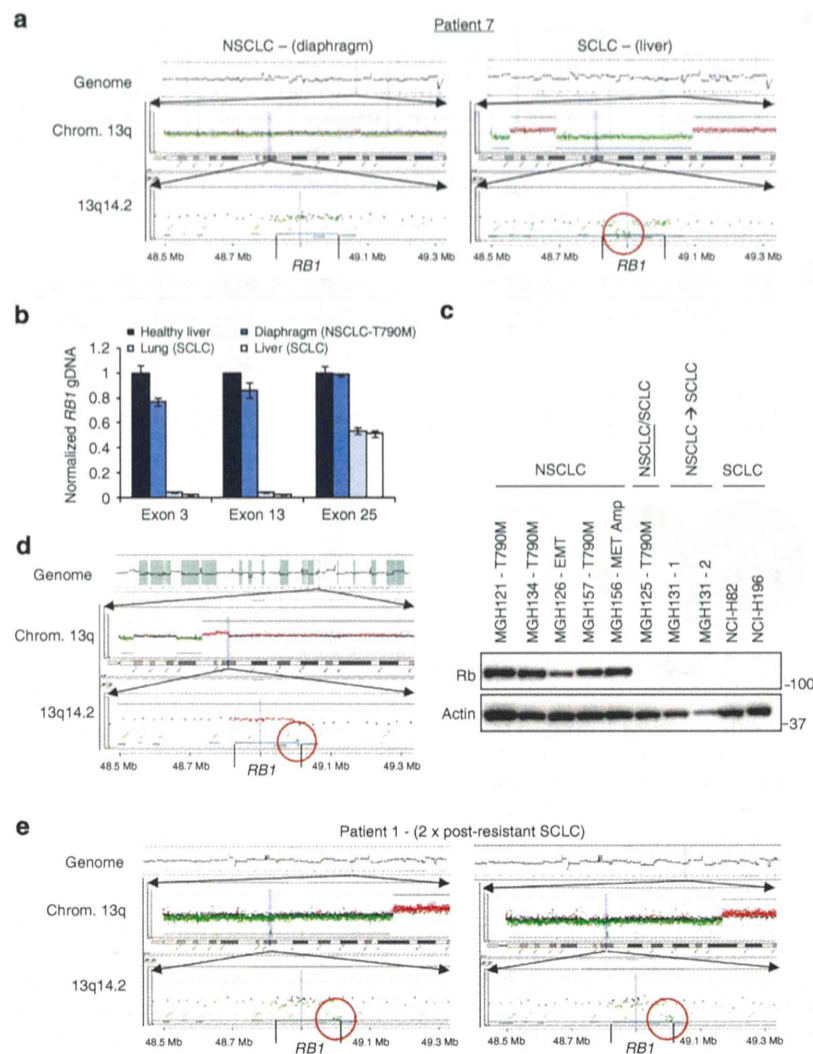 a
Patient 7
NSCLC – (diaphragm)
SCLC – (liver)
Genome
Chrom. 13q
13q14.2
48.5 Mb 48.7 Mb 49.1 Mb 49.3 Mb
RB1
48.5 Mb 48.7 Mb 49.1 Mb 49.3 Mb
RB1
b
Healthy liver
Diaphragm (NSCLC-T790M)
Lung (SCLC)
Liver (SCLC)
Normalized RB1 gDNA
1.2
1
0.8
0.6
0.4
0.2
0
Exon 3 Exon 13 Exon 25
c
NSCLC
NSCLC/SCLC
NSCLC → SCLC
SCLC
MGH121 - T790M
MGH134 - T790M
MGH126 - EMT
MGH157 - T790M
MGH156 - MET Amp
MGH125 - T790M
MGH131 - 1
MGH131 - 2
NCI-H82
NCI-H196
Rb
-100
Actin
-37
d
Genome
Chrom. 13q
13q14.2
48.5 Mb 48.7 Mb 49.1 Mb 49.3 Mb
RB1
e
Patient 1 - (2 x post-resistant SCLC)
Genome
Chrom. 13q
13q14.2
48.5 Mb 48.7 Mb 49.1 Mb 49.3 Mb
RB1
48.5 Mb 48.7 Mb 49.1 Mb 49.3 Mb
RB1